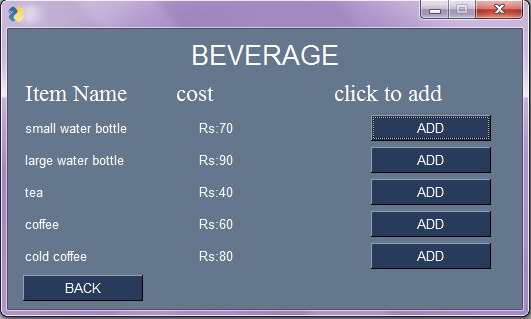 BEVERAGE
Item Name cost click to add
small water bottle Rs:70 ADD
large water bottle Rs:90 ADD
tea Rs:40 ADD
coffee Rs:60 ADD
cold coffee Rs:80 ADD
BACK